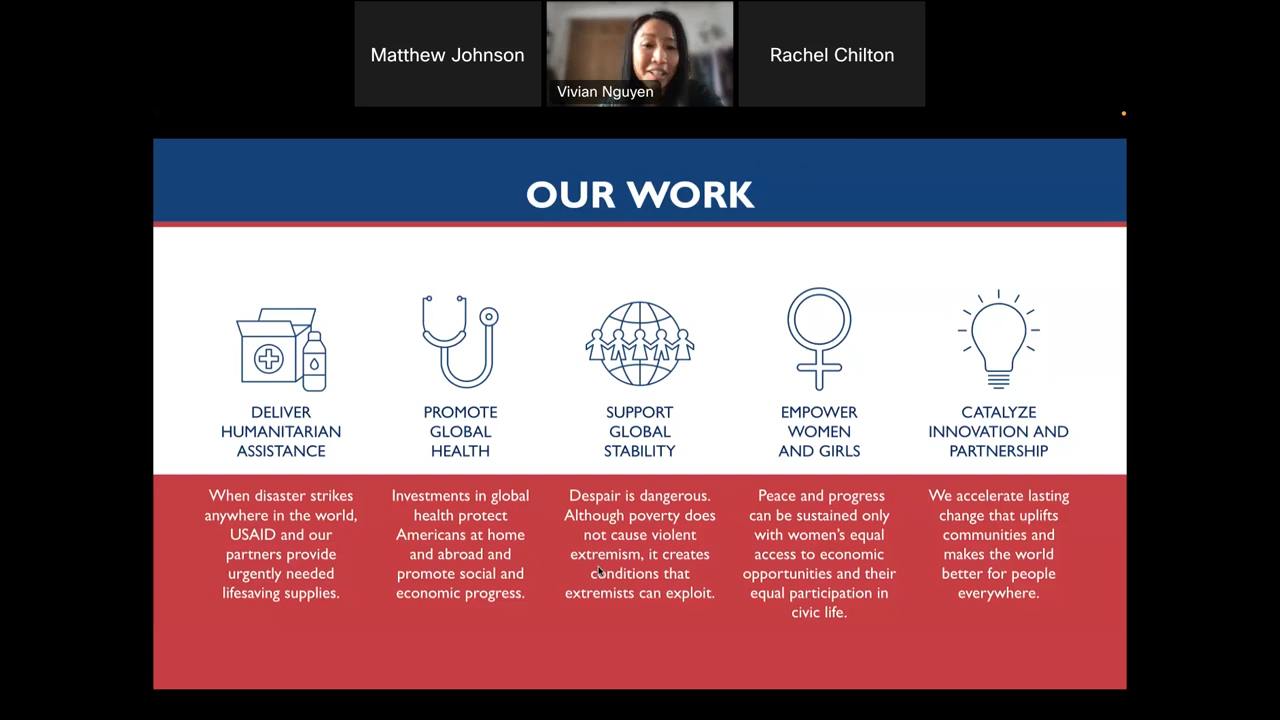 Matthew Johnson
Vivian Nguyen
Rachel Chilton
OUR WORK
DELIVER
HUMANITARIAN
ASSISTANCE
When disaster strikes
anywhere in the world,
USAID and our
partners provide
urgently needed
lifesaving supplies.
PROMOTE
GLOBAL
HEALTH
Investments in global
health protect
Americans at home
and abroad and
promote social and
economic progress.
SUPPORT
GLOBAL
STABILITY
Despair is dangerous.
Although poverty does
not cause violent
extremism, it creates
conditions that
extremists can exploit.
EMPOWER
WOMEN
AND GIRLS
Peace and progress
can be sustained only
with women’s equal
access to economic
opportunities and their
equal participation in
civic life.
CATALYZE
INNOVATION AND
PARTNERSHIP
We accelerate lasting
change that uplifts
communities and
makes the world
better for people
everywhere.